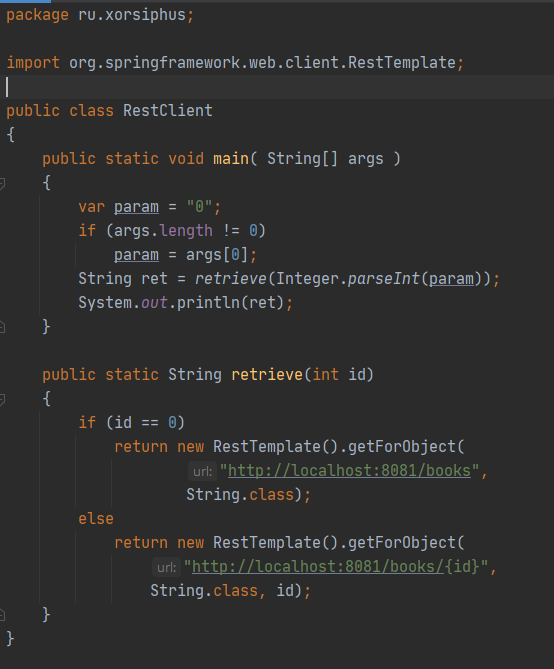 package ru.xorsiphus;

import org.springframework.web.client.RestTemplate;

public class RestClient
{
    public static void main( String[] args )
    {
        var param = "0";
        if (args.length != 0)
            param = args[0];
        String ret = retrieve(Integer.parseInt(param));
        System.out.println(ret);
    }

    public static String retrieve(int id)
    {
        if (id == 0)
            return new RestTemplate().getForObject(
                    url: "http://localhost:8081/books",
                    String.class);
        else
            return new RestTemplate().getForObject(
                url: "http://localhost:8081/books/{id}",
                String.class, id);
    }
}